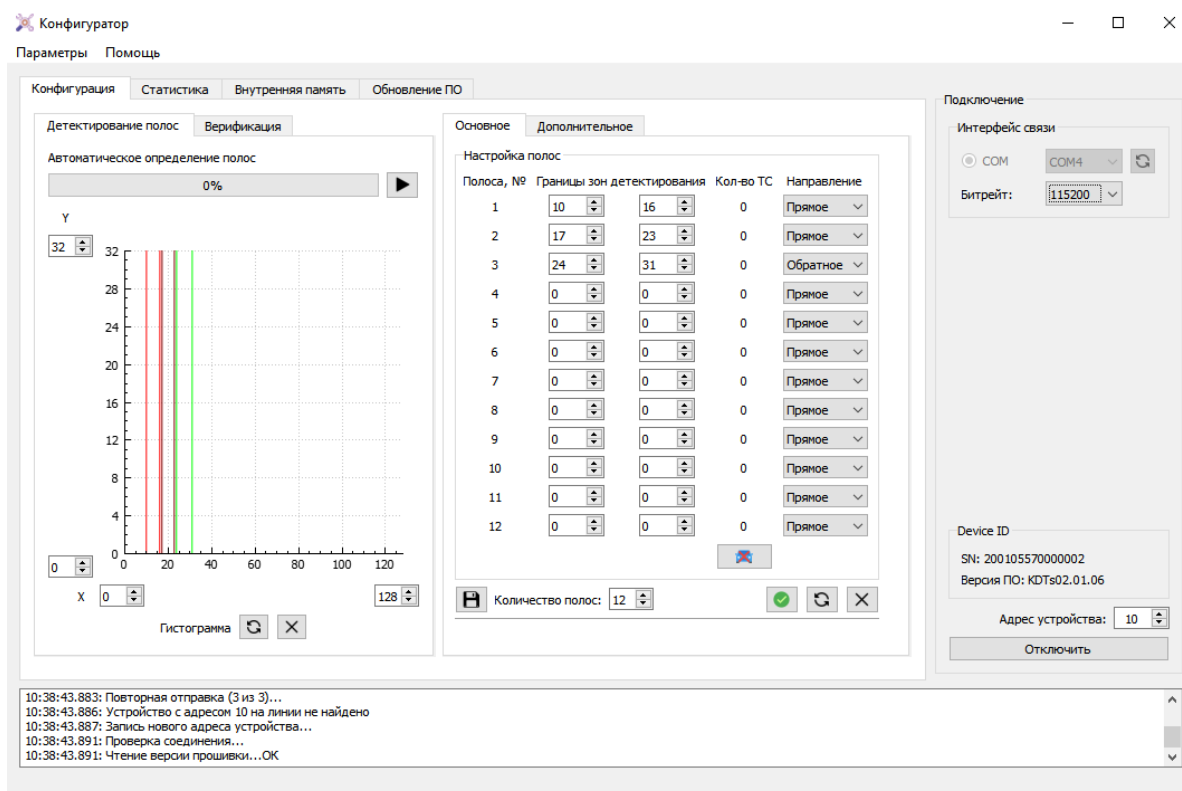 Конфигуратор
Параметры Помощь
Конфигурация Статистика Внутренняя память Обновление ПО
Детектирование полос Верификация
Автоматическое определение полос
0%
Y
32
32
28
24
20
16
12
8
4
0
0
0 20 40 60 80 100 120
X 0 128
Гистограмма
Основное Дополнительное
Настройка полос
Полоса, № Границы зон детектирования Кол-во ТС Направление
1 10 16 0 Прямое
2 17 23 0 Прямое
3 24 31 0 Обратное
4 0 0 0 Прямое
5 0 0 0 Прямое
6 0 0 0 Прямое
7 0 0 0 Прямое
8 0 0 0 Прямое
9 0 0 0 Прямое
10 0 0 0 Прямое
11 0 0 0 Прямое
12 0 0 0 Прямое
Количество полос: 12
Подключение
Интерфейс связи
COM COM4
Битрейт: 115200
Device ID
SN: 200105570000002
Версия ПО: KDTs02.01.06
Адрес устройства: 10
Отключить
10:38:43.883: Повторная отправка (3 из 3)...
10:38:43.886: Устройство с адресом 10 на линии не найдено
10:38:43.887: Запись нового адреса устройства...
10:38:43.891: Проверка соединения...
10:38:43.891: Чтение версии прошивки...OK